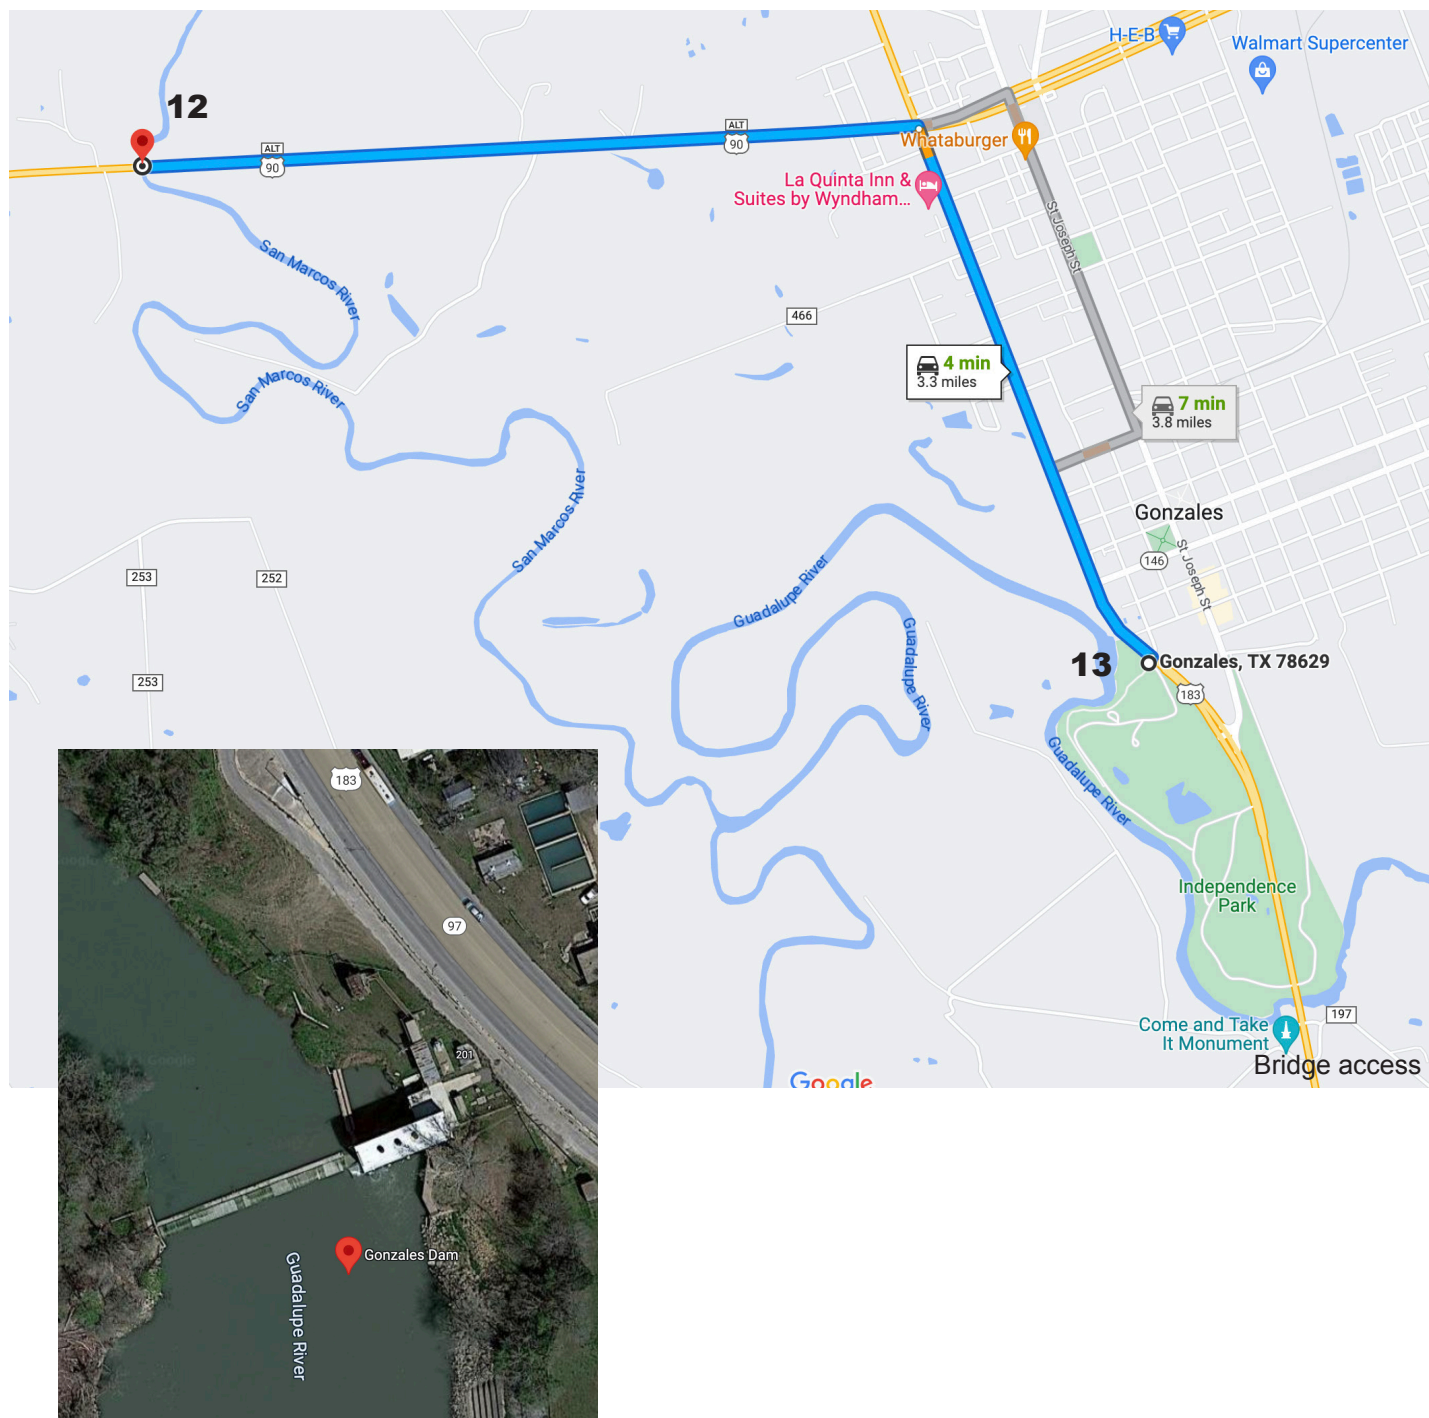 H-E-B
Walmart Supercenter
12
ALT
90
ALT
90
Whataburger
La Quinta Inn &
Suites by Wyndham...
St Joseph St
San Marcos River
466
4 min
3.3 miles
7 min
3.8 miles
San Marcos River
San Marcos River
Gonzales
146
St Joseph St
253
252
Guadalupe River
Guadalupe River
13
Gonzales, TX 78629
253
183
Guadalupe River
Independence
Park
Come and Take
It Monument
197
Bridge access
Google
183
97
Google
Google
201
Gonzales Dam
Guadalupe River